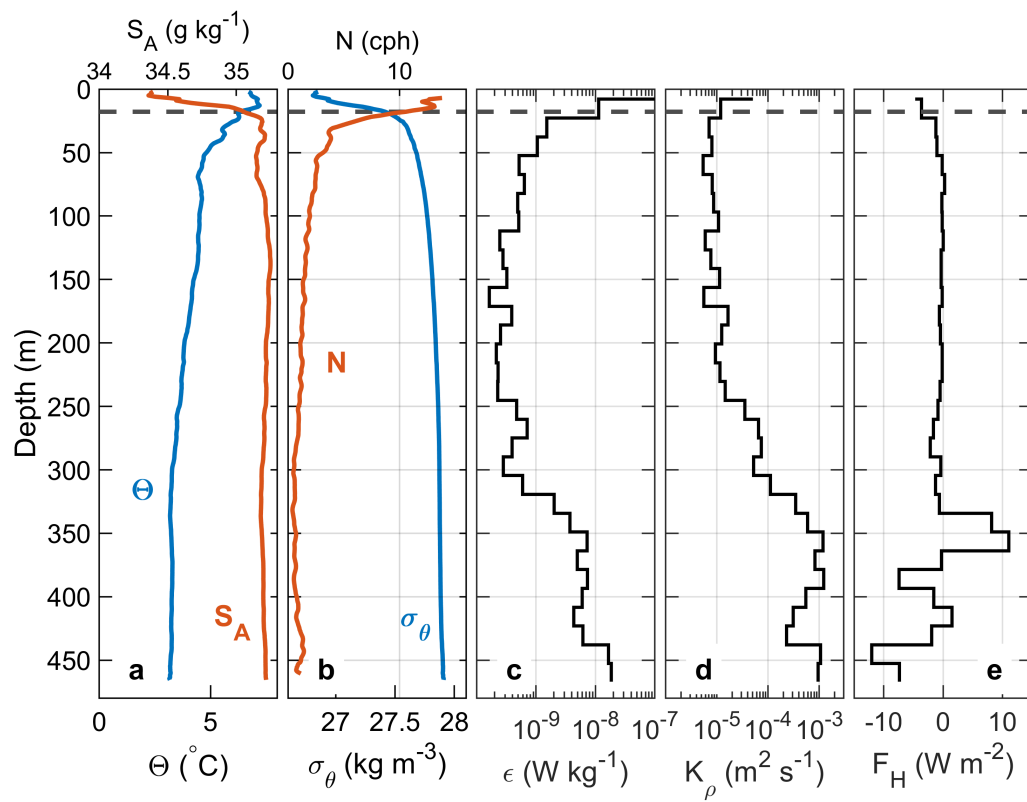 S_A (g kg⁻¹)
N (cph)
34 34.5 35
0 10
0
50
100
150
200
250
300
350
400
450
Depth (m)
Θ
S_A
a
N
σ_θ
b
c
d
e
0 5
27 27.5 28
10⁻⁹ 10⁻⁸ 10⁻⁷
10⁻⁵ 10⁻⁴ 10⁻³
-10 0 10
Θ (°C)
σ_θ (kg m⁻³)
ϵ (W kg⁻¹)
K_ρ (m² s⁻¹)
F_H (W m⁻²)